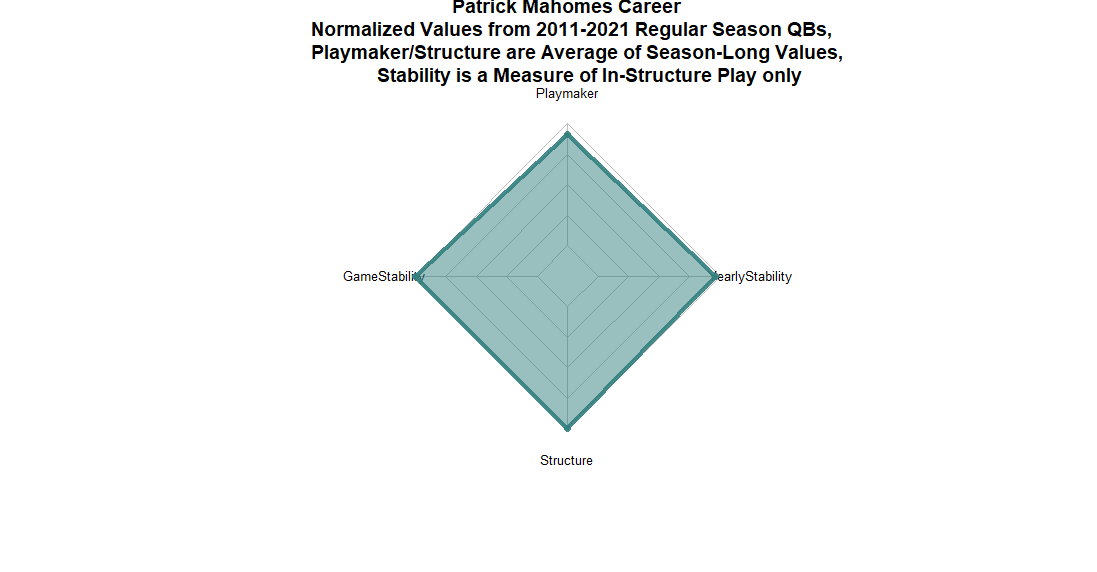 Patrick Mahomes Career
Normalized Values from 2011-2021 Regular Season QBs,
Playmaker/Structure are Average of Season-Long Values,
Stability is a Measure of In-Structure Play only
Playmaker
GameStability
YearlyStability
Structure